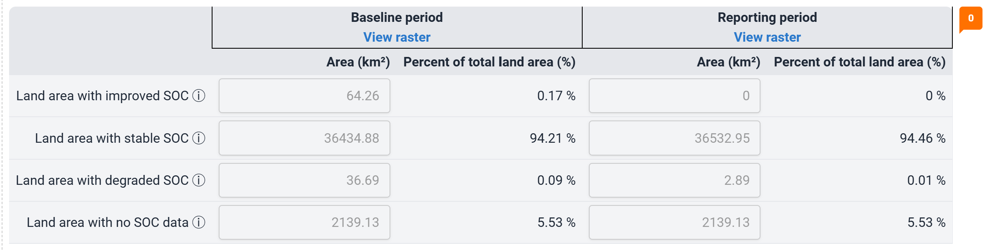 Baseline period Reporting period 0
View raster View raster
Area (km²) Percent of total land area (%) Area (km²) Percent of total land area (%)
Land area with improved SOC ⓘ 64.26 0.17 % 0 0 %
Land area with stable SOC ⓘ 36434.88 94.21 % 36532.95 94.46 %
Land area with degraded SOC ⓘ 36.69 0.09 % 2.89 0.01 %
Land area with no SOC data ⓘ 2139.13 5.53 % 2139.13 5.53 %